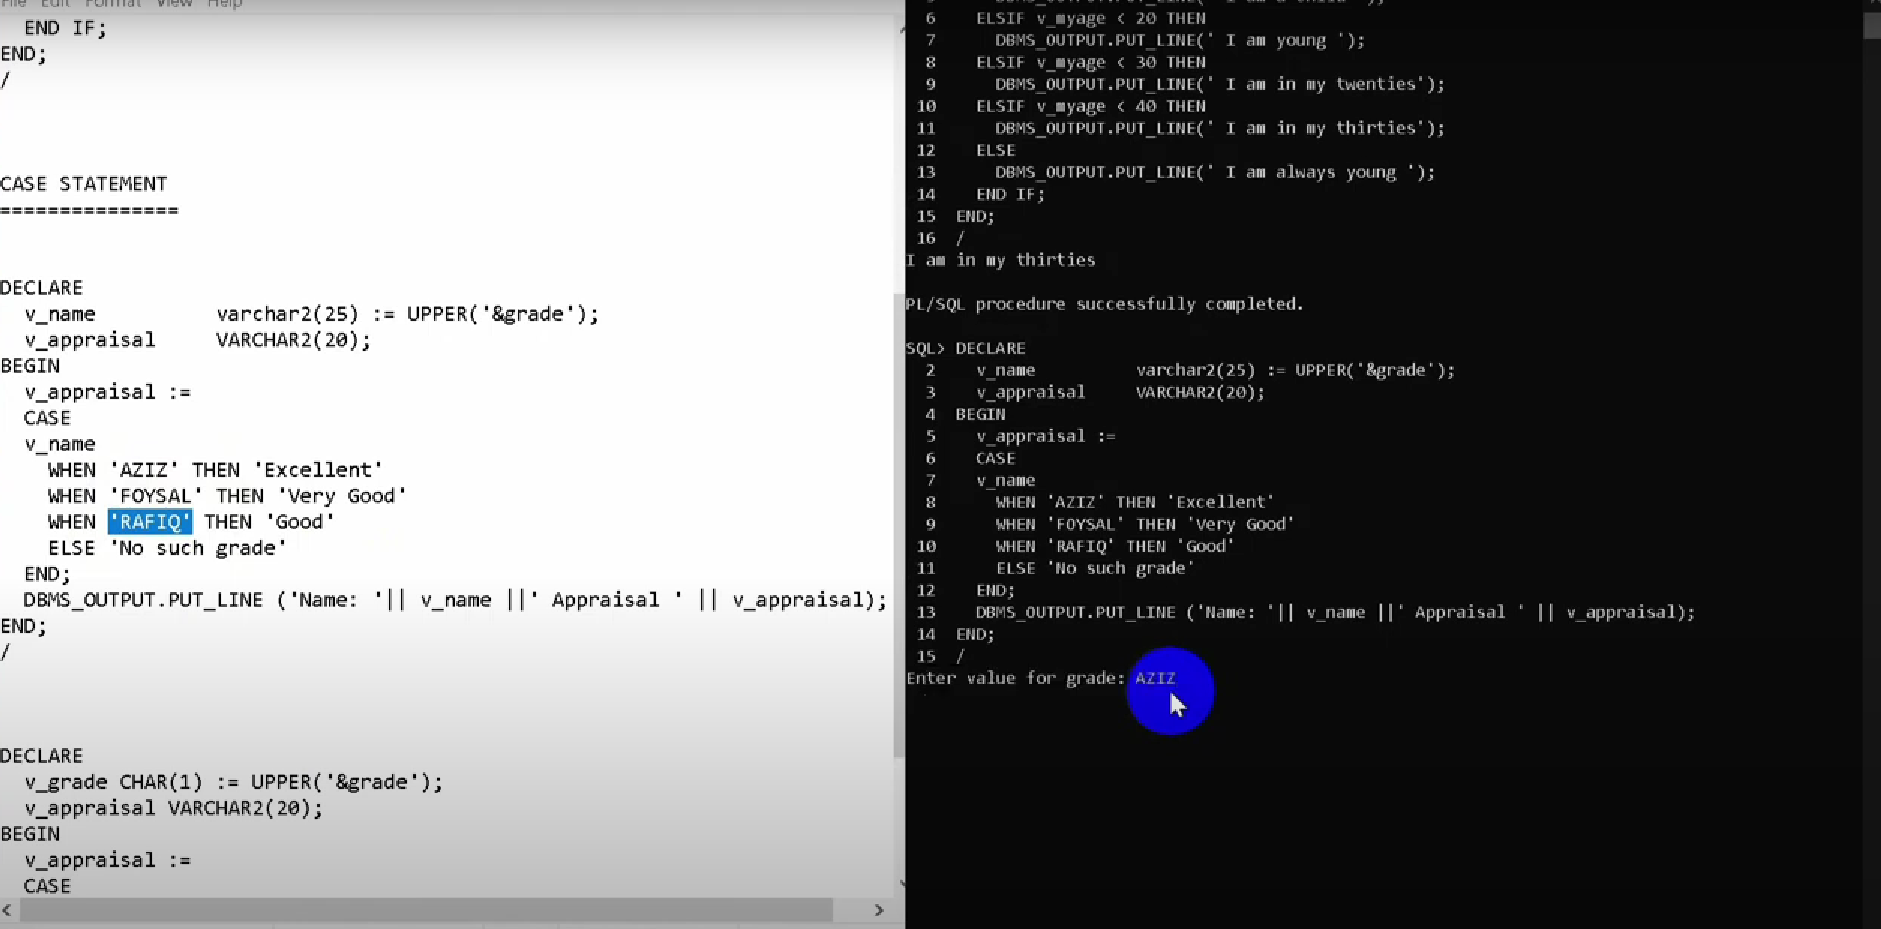 File Edit Format View Help
END IF;
END;
/
CASE STATEMENT
===============
DECLARE
v_name varchar2(25) := UPPER('&grade');
v_appraisal VARCHAR2(20);
BEGIN
v_appraisal :=
CASE
v_name
WHEN 'AZIZ' THEN 'Excellent'
WHEN 'FOYSAL' THEN 'Very Good'
WHEN 'RAFIQ' THEN 'Good'
ELSE 'No such grade'
END;
DBMS_OUTPUT.PUT_LINE ('Name: '|| v_name ||' Appraisal ' || v_appraisal);
END;
/
DECLARE
v_grade CHAR(1) := UPPER('&grade');
v_appraisal VARCHAR2(20);
BEGIN
v_appraisal :=
CASE
5 DBMS_OUTPUT.PUT_LINE(' I am a child ');
6 ELSIF v_myage < 20 THEN
7 DBMS_OUTPUT.PUT_LINE(' I am young ');
8 ELSIF v_myage < 30 THEN
9 DBMS_OUTPUT.PUT_LINE(' I am in my twenties');
10 ELSIF v_myage < 40 THEN
11 DBMS_OUTPUT.PUT_LINE(' I am in my thirties');
12 ELSE
13 DBMS_OUTPUT.PUT_LINE(' I am always young ');
14 END IF;
15 END;
16 /
I am in my thirties
PL/SQL procedure successfully completed.
SQL> DECLARE
2 v_name varchar2(25) := UPPER('&grade');
3 v_appraisal VARCHAR2(20);
4 BEGIN
5 v_appraisal :=
6 CASE
7 v_name
8 WHEN 'AZIZ' THEN 'Excellent'
9 WHEN 'FOYSAL' THEN 'Very Good'
10 WHEN 'RAFIQ' THEN 'Good'
11 ELSE 'No such grade'
12 END;
13 DBMS_OUTPUT.PUT_LINE ('Name: '|| v_name ||' Appraisal ' || v_appraisal);
14 END;
15 /
Enter value for grade: AZIZ